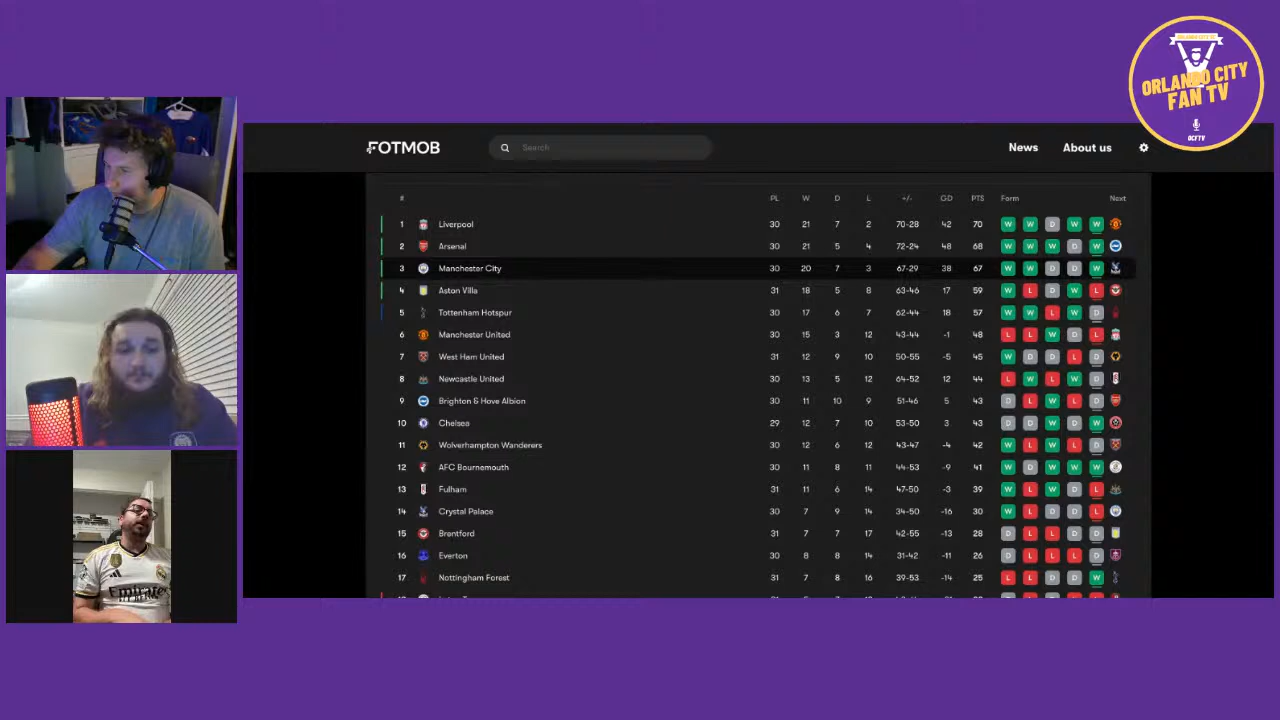 ORLANDO CITY SC
ORLANDO CITY
FAN TV
OCFTV
FOTMOB
Search
News
About us
# PL W D L +/- GD PTS Form Next
1 Liverpool 30 21 7 2 70-28 42 70 W W D W W
2 Arsenal 30 21 5 4 72-24 48 68 W W W D W
3 Manchester City 30 20 7 3 67-29 38 67 W W D D W
4 Aston Villa 31 18 5 8 63-46 17 59 W L D W L
5 Tottenham Hotspur 30 17 6 7 62-44 18 57 W W L W D
6 Manchester United 30 15 3 12 43-44 -1 48 L L W D L
7 West Ham United 31 12 9 10 50-55 -5 45 W D D L D
8 Newcastle United 30 13 5 12 64-52 12 44 L W L W D
9 Brighton & Hove Albion 30 11 10 9 51-46 5 43 D L W L D
10 Chelsea 29 12 7 10 53-50 3 43 D D W D W
11 Wolverhampton Wanderers 30 12 6 12 43-47 -4 42 W L W L D
12 AFC Bournemouth 30 11 8 11 44-53 -9 41 W D W W W
13 Fulham 31 11 6 14 47-50 -3 39 W L W D L
14 Crystal Palace 30 7 9 14 34-50 -16 30 W L D D L
15 Brentford 31 7 7 17 42-55 -13 28 D L L D D
16 Everton 30 8 8 14 31-42 -11 26 D L L L D
17 Nottingham Forest 31 7 8 16 39-53 -14 25 L L D D W
Emirates